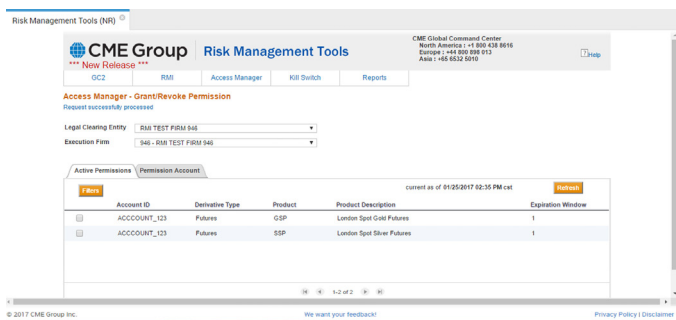 Risk Management Tools (NR)
CME Group Risk Management Tools
*** New Release ***
CME Global Command Center
North America : +1 800 438 8616
Europe : +44 800 898 013
Asia : +65 6532 5010
Help
GC2 RMI Access Manager Kill Switch Reports
Access Manager - Grant/Revoke Permission
Request successfully processed
Legal Clearing Entity RMI TEST FIRM 946
Execution Firm 946 - RMI TEST FIRM 946
Active Permissions Permission Account
Filters current as of 01/25/2017 02:35 PM cst Refresh
Account ID Derivative Type Product Product Description Expiration Window
ACCCOUNT_123 Futures GSP London Spot Gold Futures 1
ACCCOUNT_123 Futures SSP London Spot Silver Futures 1
1-2 of 2
© 2017 CME Group Inc. We want your feedback! Privacy Policy | Disclaimer